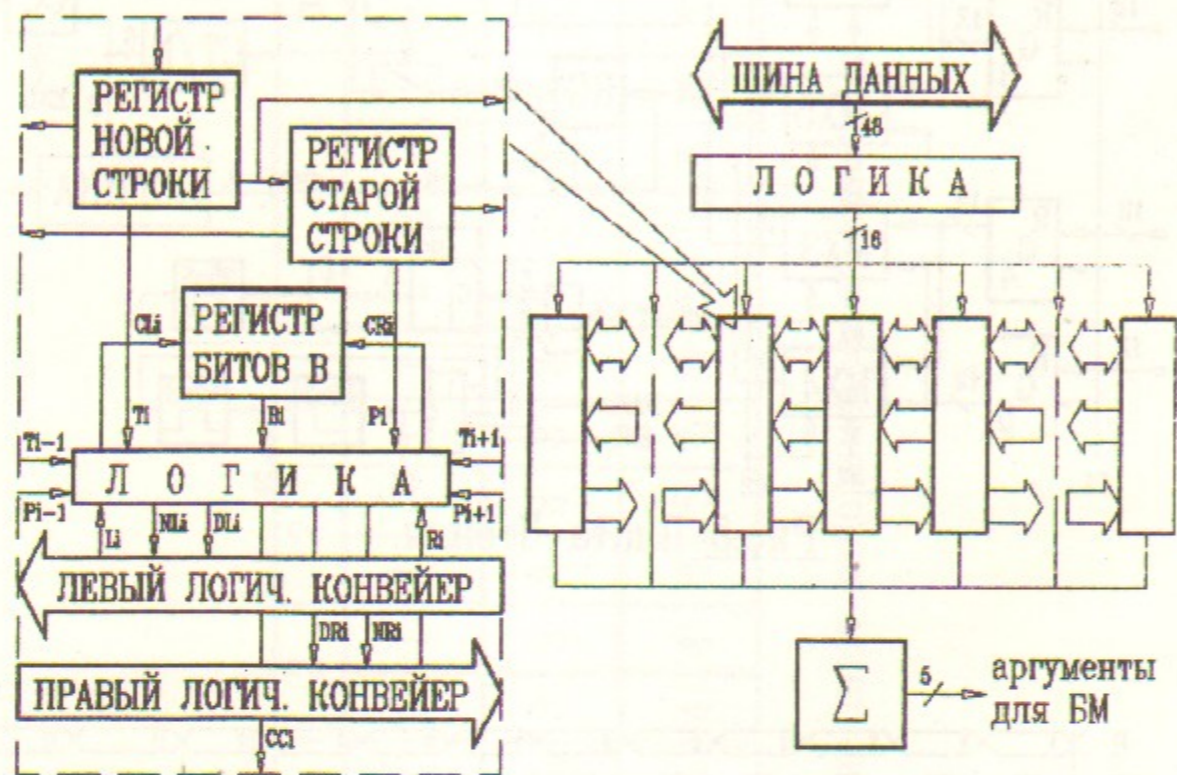 РЕГИСТР
НОВОЙ
СТРОКИ
РЕГИСТР
СТАРОЙ
СТРОКИ
CLi
РЕГИСТР
БИТОВ В
CRi
Ti
Bi
Pi
Ti-1
Ti+1
Л О Г И К А
Pi-1
Pi+1
Li
NLi
DLi
Ri
ЛЕВЫЙ ЛОГИЧ. КОНВЕЙЕР
DRi
NRi
ПРАВЫЙ ЛОГИЧ. КОНВЕЙЕР
CCi
ШИНА ДАННЫХ
48
Л О Г И К А
16
Σ
5
аргументы
для БМ